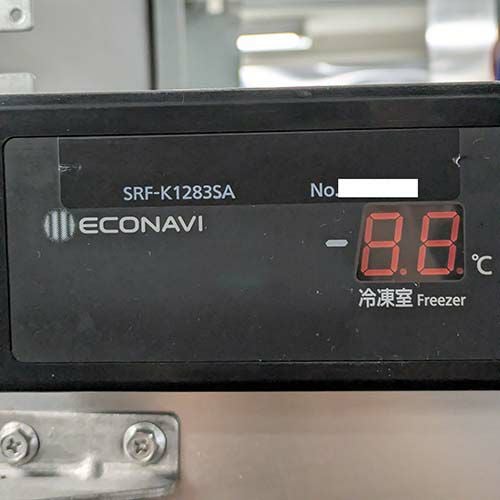 SRF-K1283SA No.
ECONAVI
-8.8. ℃
冷凍室 Freezer